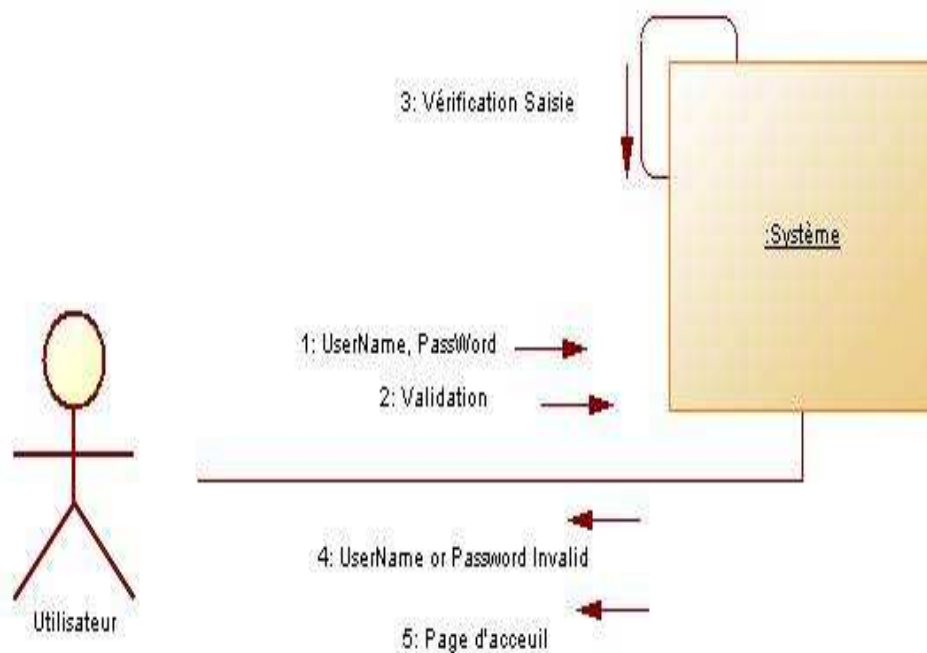 3: Vérification Saisie
:Système
1: UserName, PassWord
2: Validation
4: UserName or Password Invalid
Utilisateur
5: Page d'acceuil